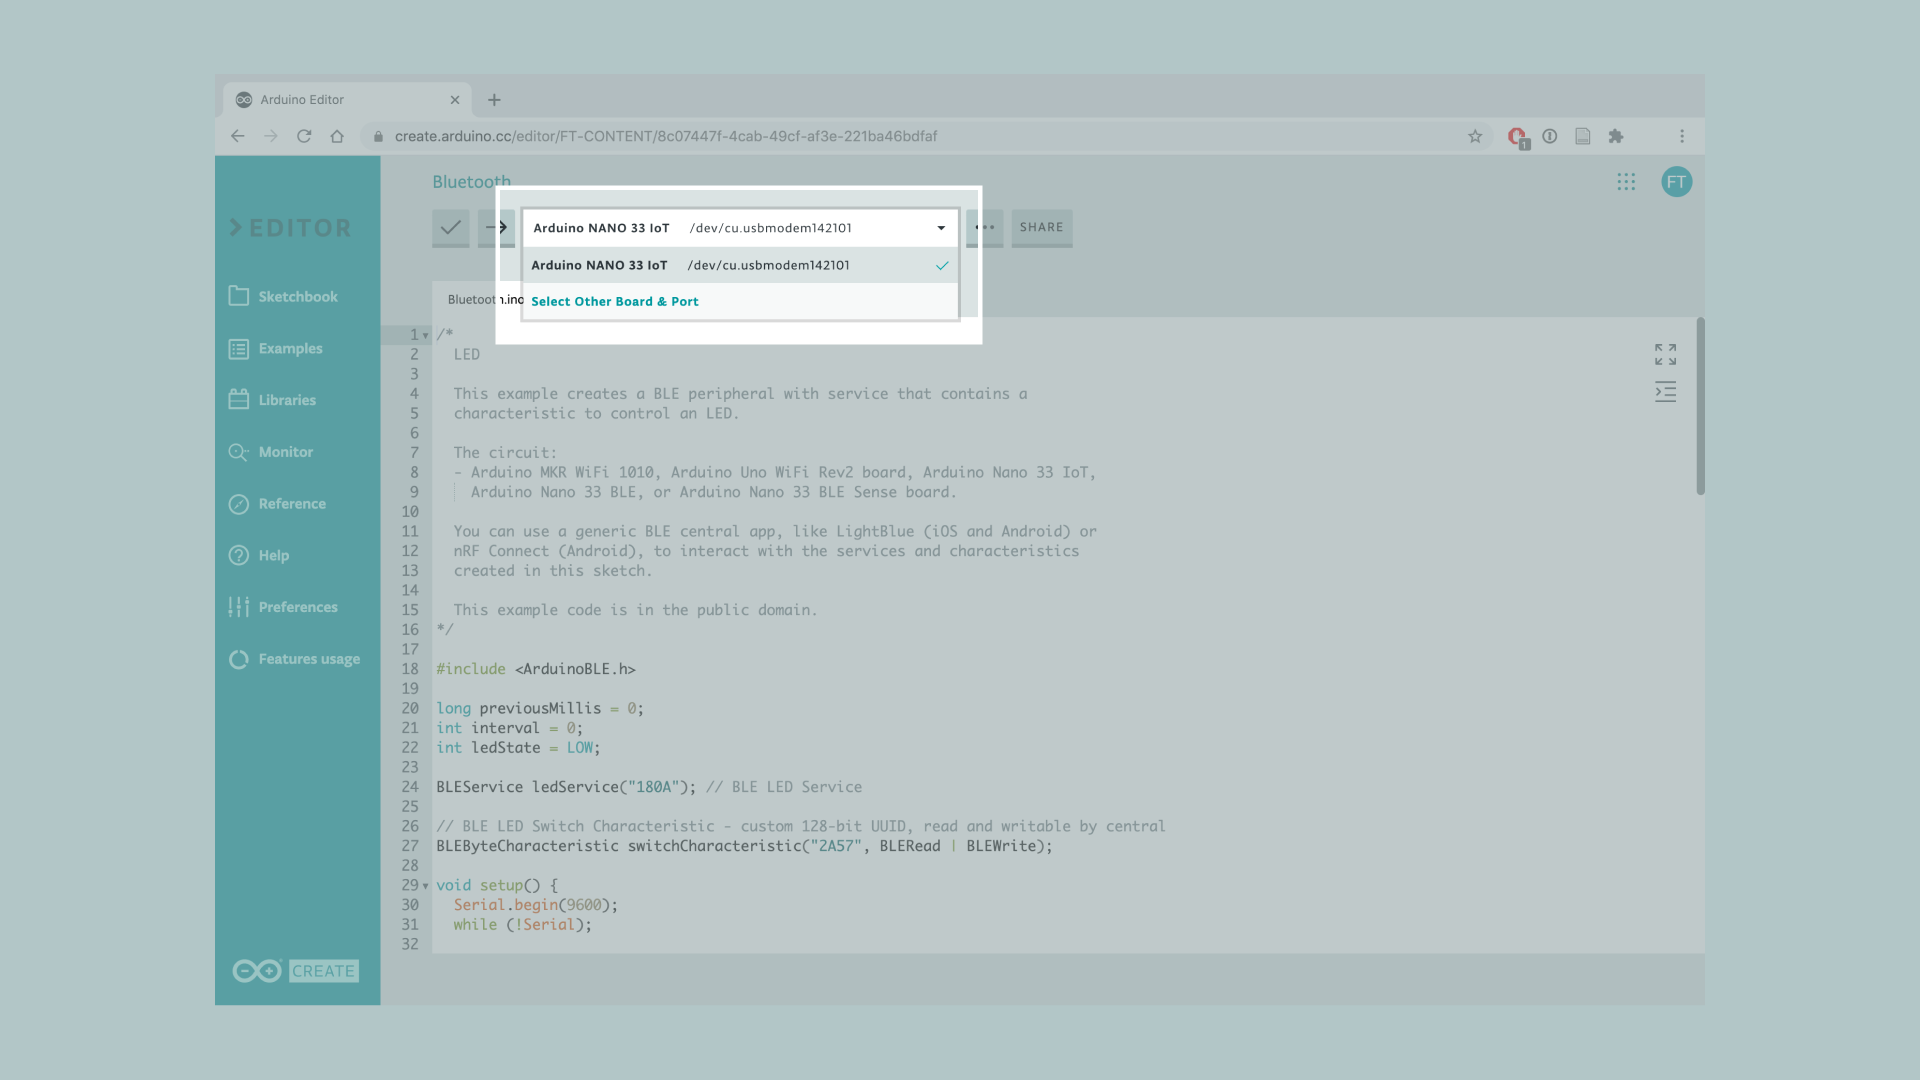 Arduino Editor
create.arduino.cc/editor/FT-CONTENT/8c07447f-4cab-49cf-af3e-221ba46bdfaf
1
Bluetooth
FT
EDITOR
Arduino NANO 33 IoT /dev/cu.usbmodem142101
SHARE
Arduino NANO 33 IoT /dev/cu.usbmodem142101
Select Other Board & Port
Bluetooth.ino
Sketchbook
Examples
Libraries
Monitor
Reference
Help
Preferences
Features usage
CREATE
1 /*
2 LED
3
4 This example creates a BLE peripheral with service that contains a
5 characteristic to control an LED.
6
7 The circuit:
8 - Arduino MKR WiFi 1010, Arduino Uno WiFi Rev2 board, Arduino Nano 33 IoT,
9 Arduino Nano 33 BLE, or Arduino Nano 33 BLE Sense board.
10
11 You can use a generic BLE central app, like LightBlue (iOS and Android) or
12 nRF Connect (Android), to interact with the services and characteristics
13 created in this sketch.
14
15 This example code is in the public domain.
16 */
17
18 #include <ArduinoBLE.h>
19
20 long previousMillis = 0;
21 int interval = 0;
22 int ledState = LOW;
23
24 BLEService ledService("180A"); // BLE LED Service
25
26 // BLE LED Switch Characteristic - custom 128-bit UUID, read and writable by central
27 BLEByteCharacteristic switchCharacteristic("2A57", BLERead | BLEWrite);
28
29 void setup() {
30 Serial.begin(9600);
31 while (!Serial);
32